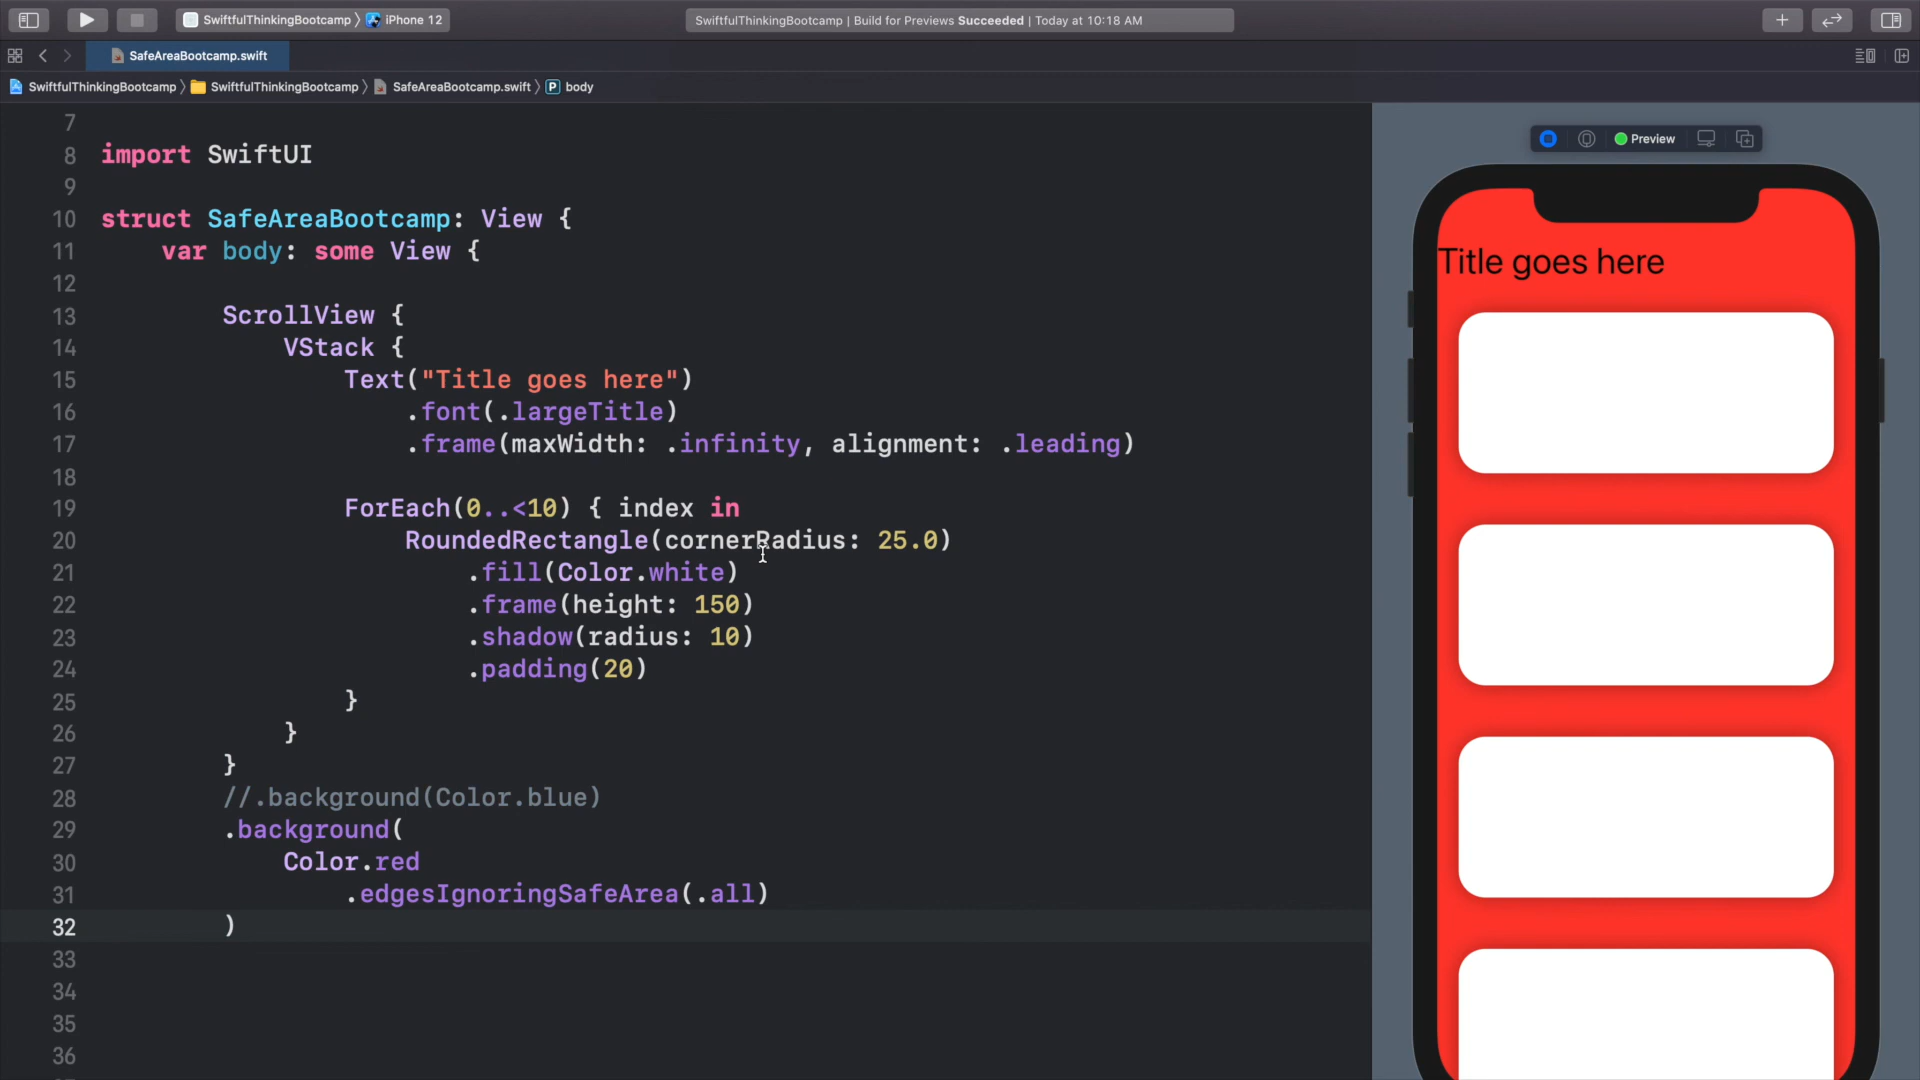 SwiftfulThinkingBootcamp 〉 iPhone 12
SwiftfulThinkingBootcamp | Build for Previews Succeeded | Today at 10:18 AM
SafeAreaBootcamp.swift
SwiftfulThinkingBootcamp 〉 SwiftfulThinkingBootcamp 〉 SafeAreaBootcamp.swift 〉 P body
7
8 import SwiftUI
9
10 struct SafeAreaBootcamp: View {
11     var body: some View {
12
13         ScrollView {
14             VStack {
15                 Text("Title goes here")
16                     .font(.largeTitle)
17                     .frame(maxWidth: .infinity, alignment: .leading)
18
19                 ForEach(0..<10) { index in
20                     RoundedRectangle(cornerRadius: 25.0)
21                         .fill(Color.white)
22                         .frame(height: 150)
23                         .shadow(radius: 10)
24                         .padding(20)
25                 }
26             }
27         }
28         //.background(Color.blue)
29         .background(
30             Color.red
31                 .edgesIgnoringSafeArea(.all)
32         )
33
34
35
36
Preview
Title goes here